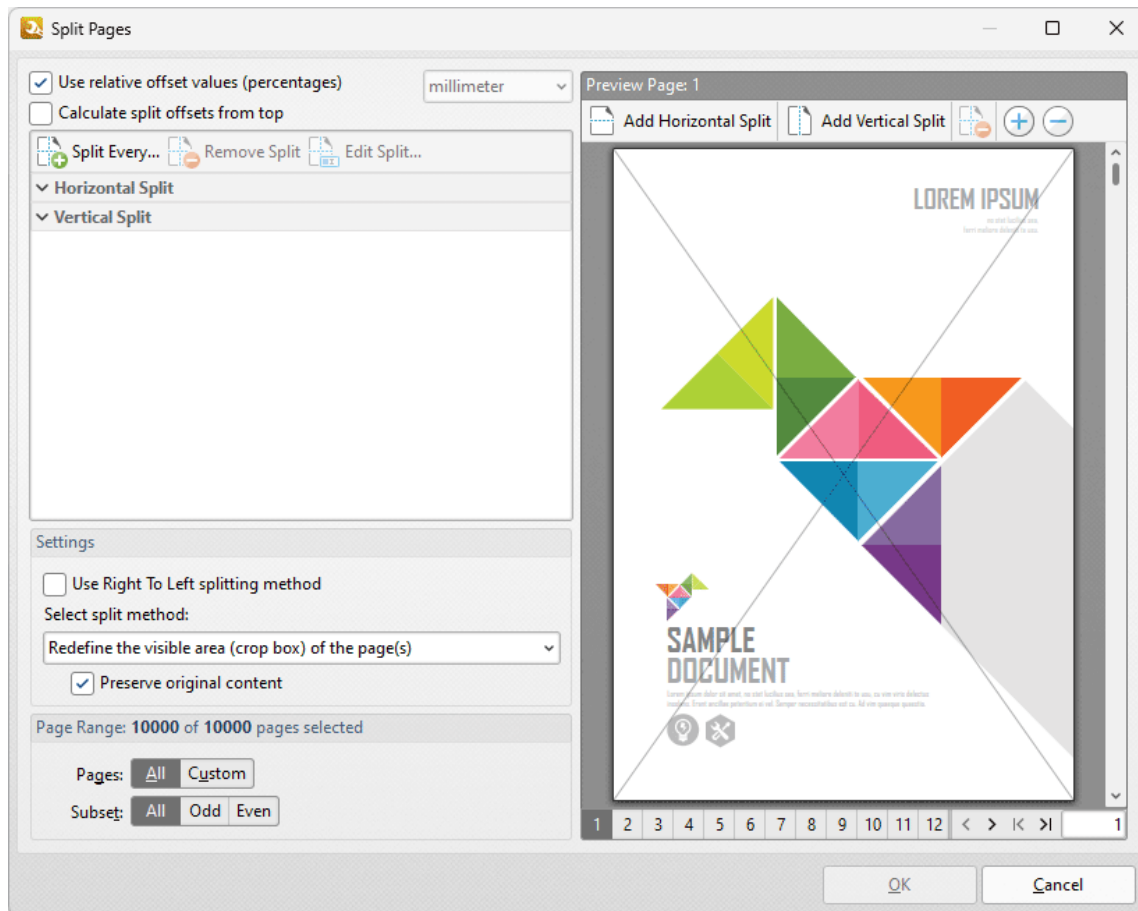 Split Pages
Use relative offset values (percentages)
millimeter
Calculate split offsets from top
Split Every...
Remove Split
Edit Split...
Horizontal Split
Vertical Split
Settings
Use Right To Left splitting method
Select split method:
Redefine the visible area (crop box) of the page(s)
Preserve original content
Page Range: 10000 of 10000 pages selected
Pages: All Custom
Subset: All Odd Even
Preview Page: 1
Add Horizontal Split
Add Vertical Split
LOREM IPSUM
SAMPLE
DOCUMENT
1 2 3 4 5 6 7 8 9 10 11 12 1
OK
Cancel